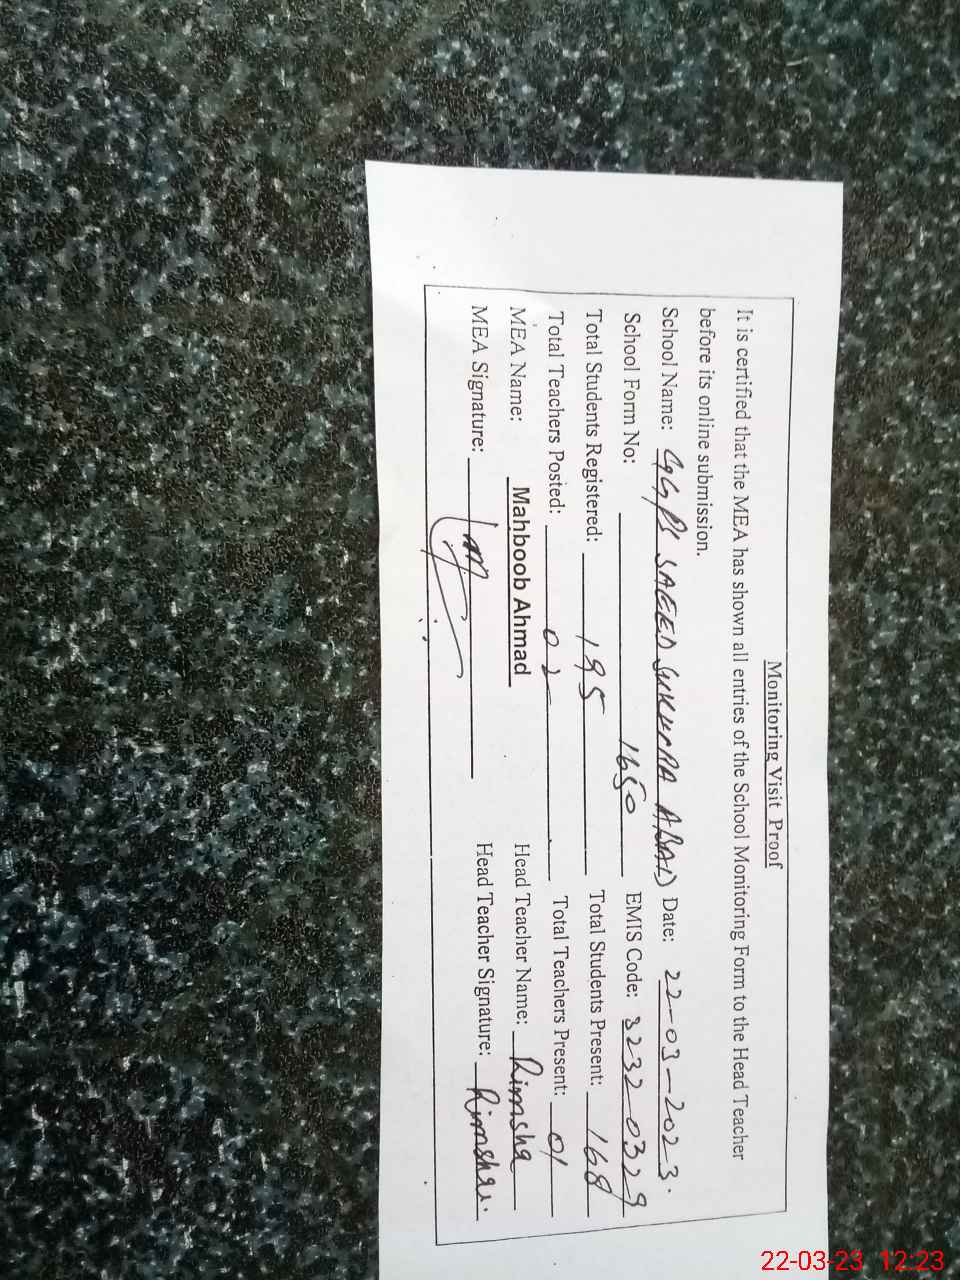 Monitoring Visit Proof
It is certified that the MEA has shown all entries of the School Monitoring Form to the Head Teacher
before its online submission.
School Name: GGPS SAEED SUKHERA ABAD Date: 22-03-2023.
School Form No: 1650 EMIS Code: 3232-0329
Total Students Registered: 195 Total Students Present: 168
Total Teachers Posted: 02 Total Teachers Present: 01
MEA Name: Mahboob Ahmad Head Teacher Name: Rimsha
MEA Signature: Head Teacher Signature: Rimsha.
22-03-23 12:23